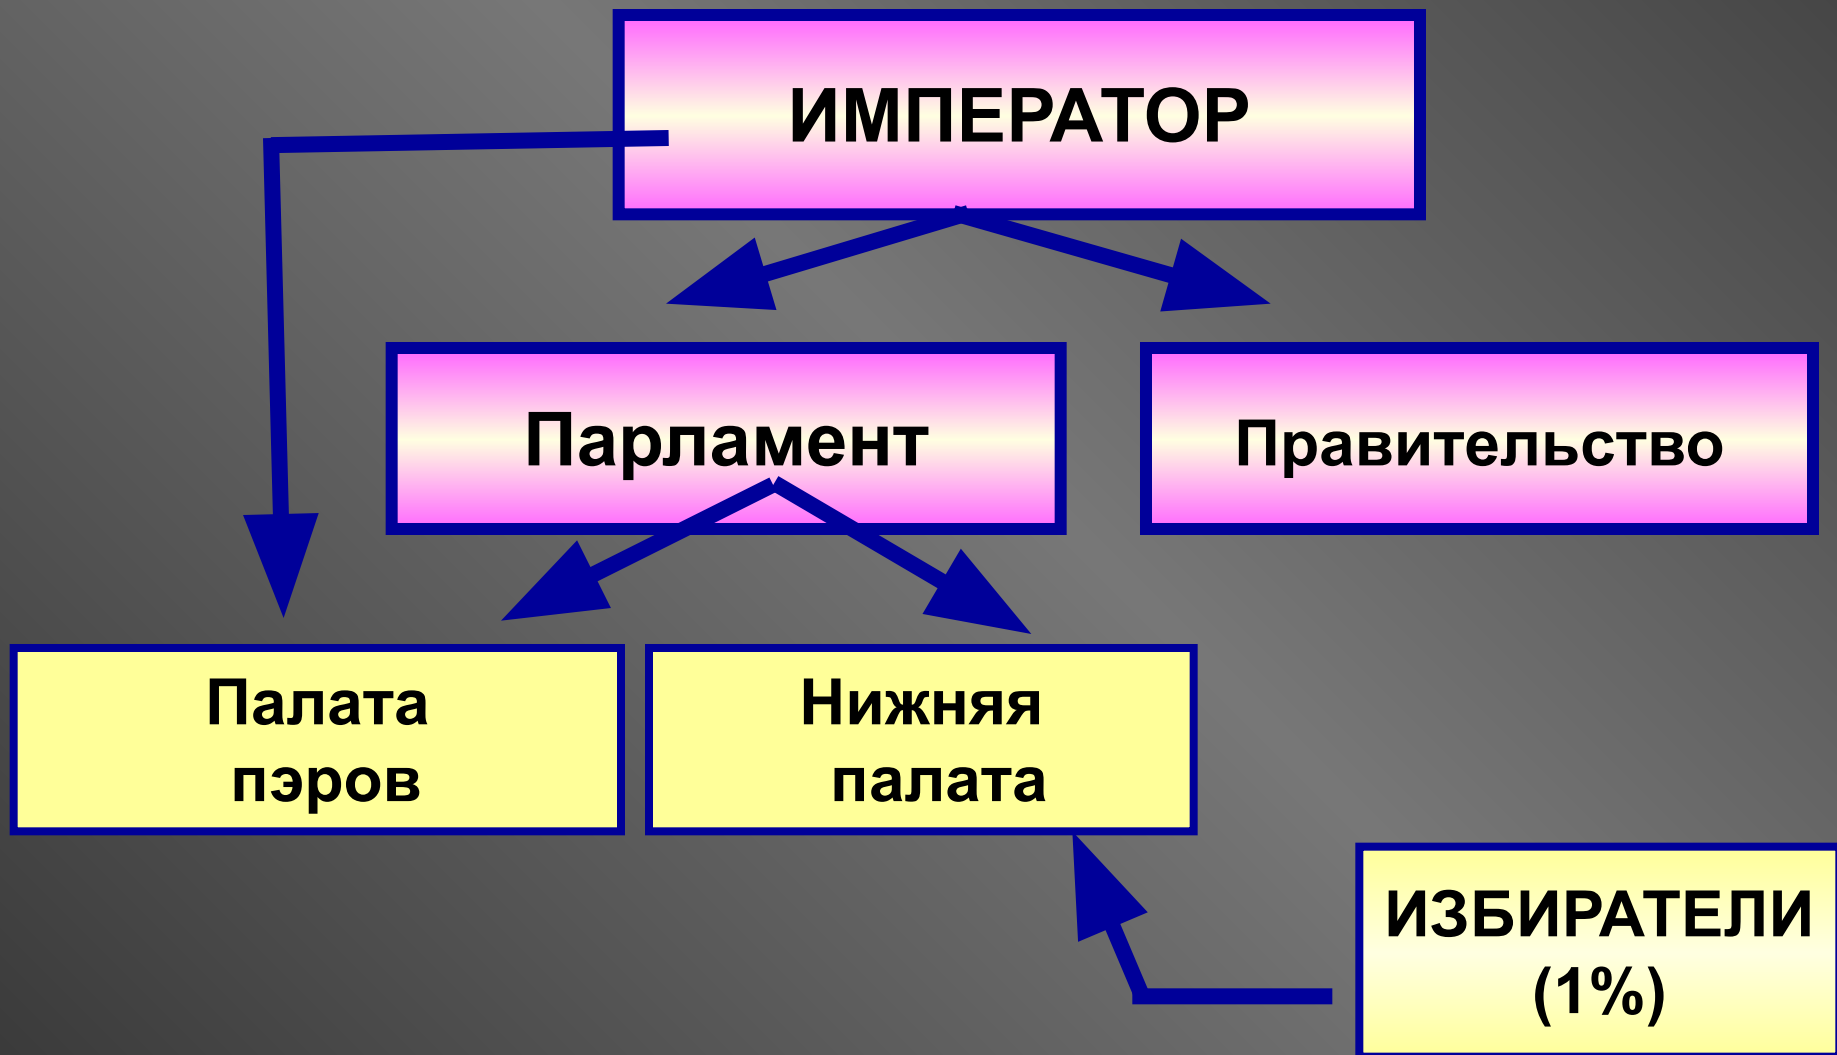 ИМПЕРАТОР
Парламент
Правительство
Палата
пэров
Нижняя
палата
ИЗБИРАТЕЛИ
(1%)